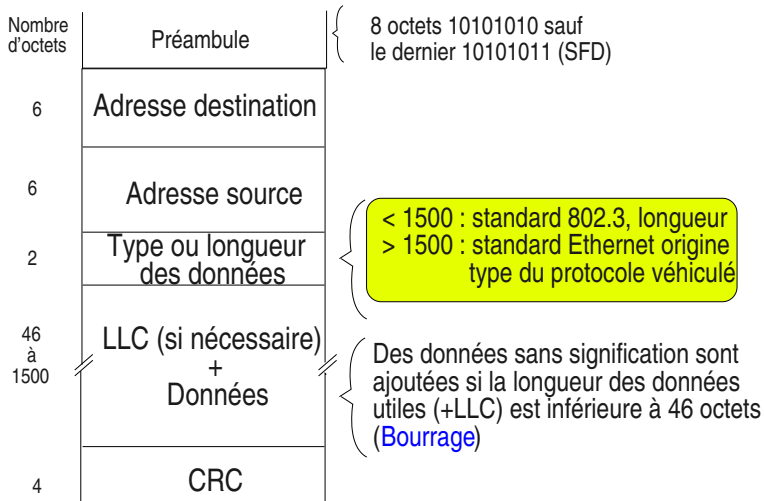 Nombre
d'octets
Préambule
8 octets 10101010 sauf
le dernier 10101011 (SFD)
6
Adresse destination
6
Adresse source
2
Type ou longueur
des données
< 1500 : standard 802.3, longueur
> 1500 : standard Ethernet origine
type du protocole véhiculé
46
à
1500
LLC (si nécessaire)
+
Données
Des données sans signification sont
ajoutées si la longueur des données
utiles (+LLC) est inférieure à 46 octets
(Bourrage)
4
CRC